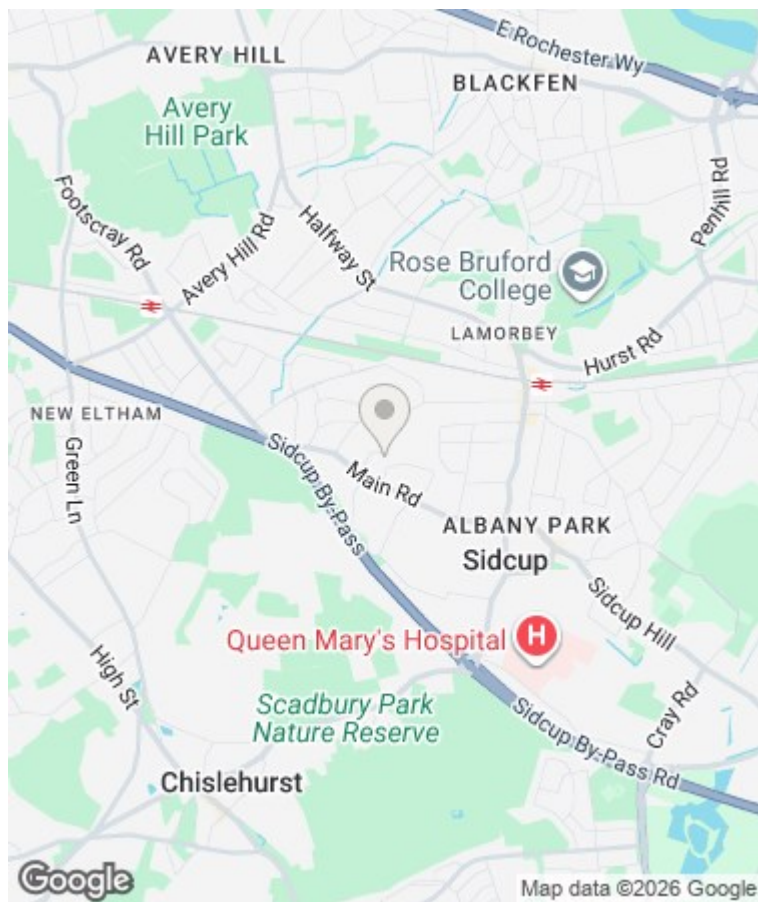 E Rochester Wy
AVERY HILL
BLACKFEN
Avery
Hill Park
Footscray Rd
Avery Hill Rd
Halfway St
Penhill Rd
Rose Bruford
College
LAMORBEY
Hurst Rd
NEW ELTHAM
Green Ln
Sidcup By-Pass
Main Rd
ALBANY PARK
Sidcup
Sidcup Hill
Queen Mary's Hospital
H
High St
Scadbury Park
Nature Reserve
Sidcup By-Pass Rd
Cray Rd
Chislehurst
Google
Map data ©2026 Google